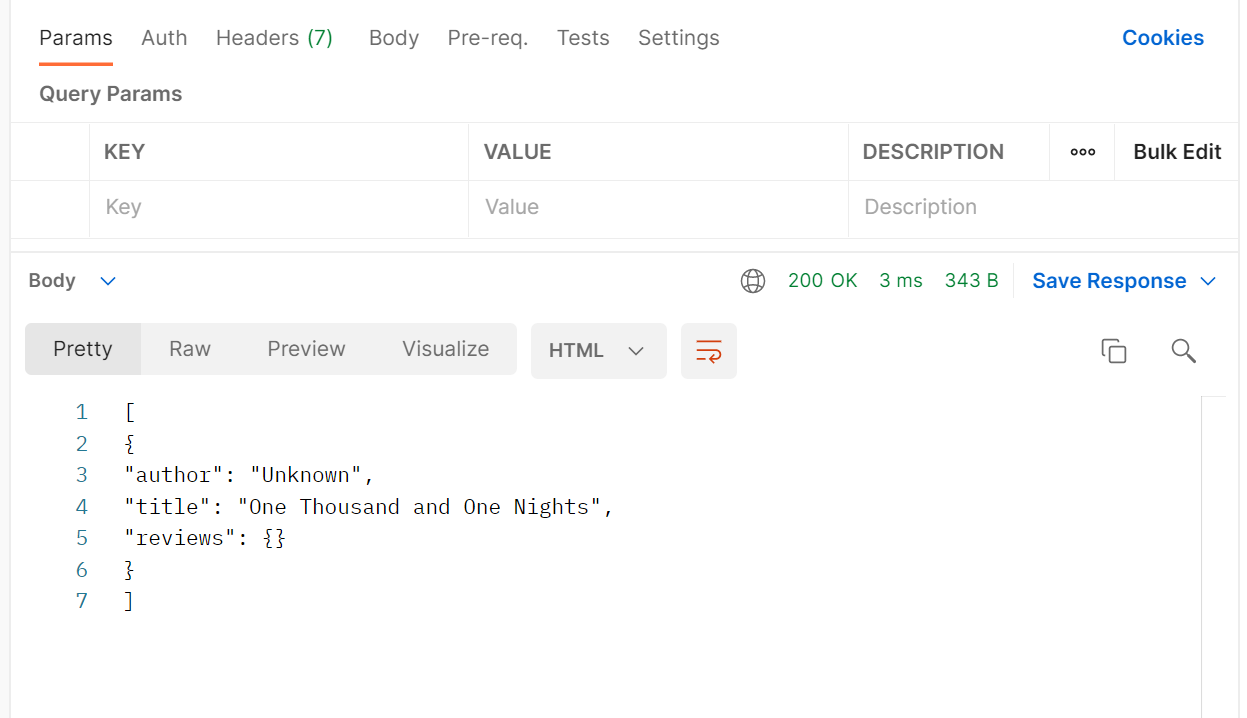 Params Auth Headers (7) Body Pre-req. Tests Settings Cookies
Query Params
KEY VALUE DESCRIPTION ooo Bulk Edit
Key Value Description
Body 200 OK 3 ms 343 B Save Response
Pretty Raw Preview Visualize HTML
1 [
2 {
3 "author": "Unknown",
4 "title": "One Thousand and One Nights",
5 "reviews": {}
6 }
7 ]